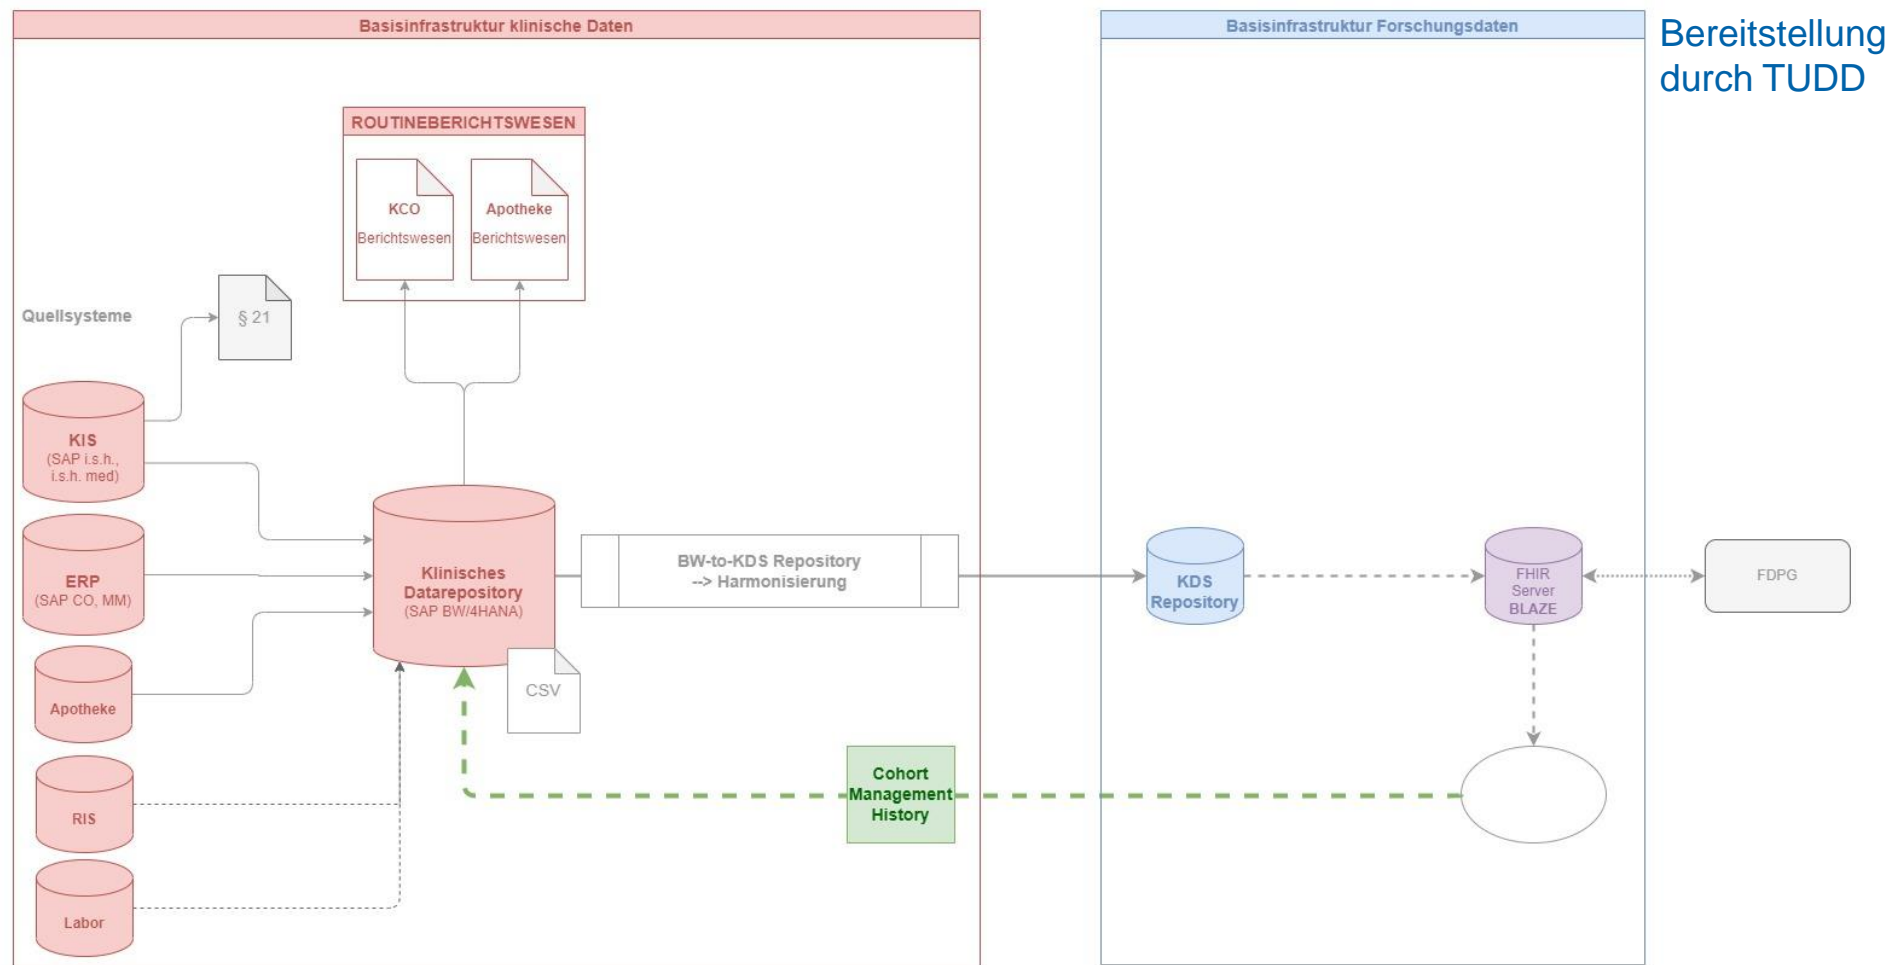 Basisinfrastruktur klinische Daten
Basisinfrastruktur Forschungsdaten
Bereitstellung
durch TUDD
ROUTINEBERICHTSWESEN
KCO
Berichtswesen
Apotheke
Berichtswesen
Quellsysteme
§ 21
KIS
(SAP i.s.h.,
i.s.h. med)
ERP
(SAP CO, MM)
Apotheke
RIS
Labor
Klinisches
Datarepository
(SAP BW/4HANA)
CSV
BW-to-KDS Repository
--> Harmonisierung
Cohort
Management
History
KDS
Repository
FHIR
Server
BLAZE
FDPG